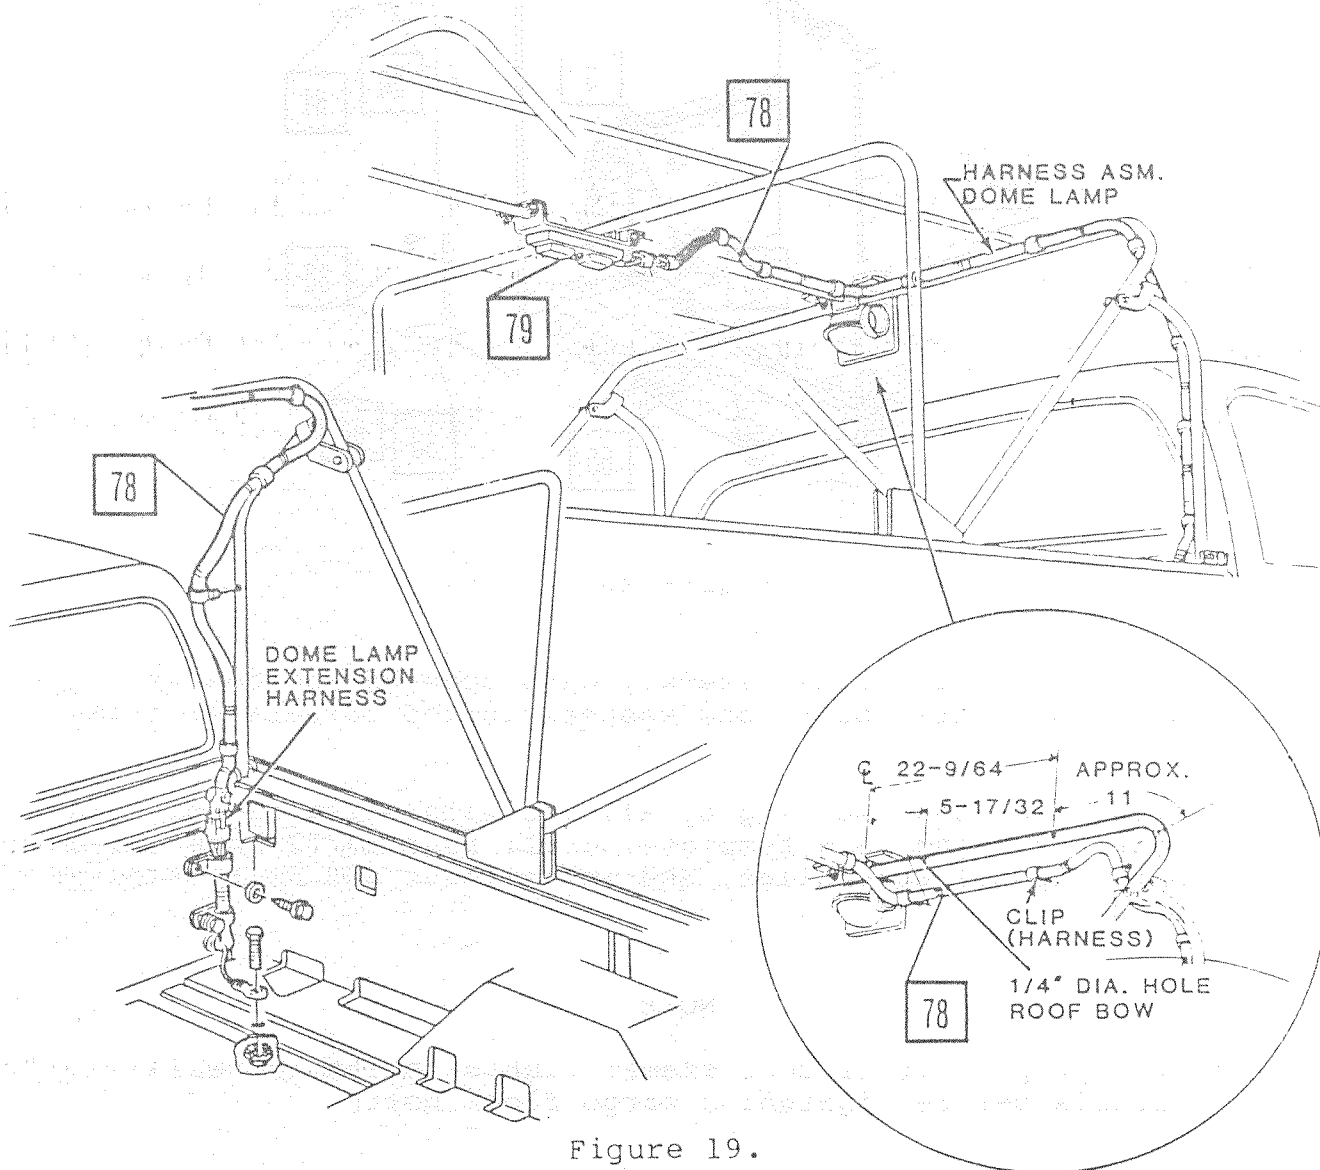 78
HARNESS ASM.
DOME LAMP
79
78
DOME LAMP
EXTENSION
HARNESS
℄ 22-9/64
APPROX.
5-17/32
11
CLIP
(HARNESS)
1/4" DIA. HOLE
ROOF BOW
78
Figure 19.